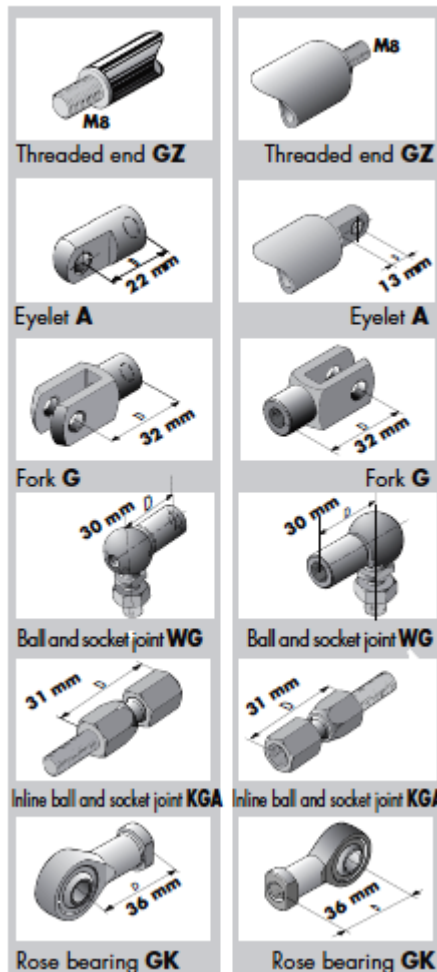 M8
Threaded end GZ
M8
Threaded end GZ
22 mm
Eyelet A
13 mm
Eyelet A
D
32 mm
Fork G
D
32 mm
Fork G
30 mm D
Ball and socket joint WG
30 mm D
Ball and socket joint WG
31 mm D
Inline ball and socket joint KGA
31 mm D
Inline ball and socket joint KGA
D
36 mm
Rose bearing GK
36 mm
D
Rose bearing GK